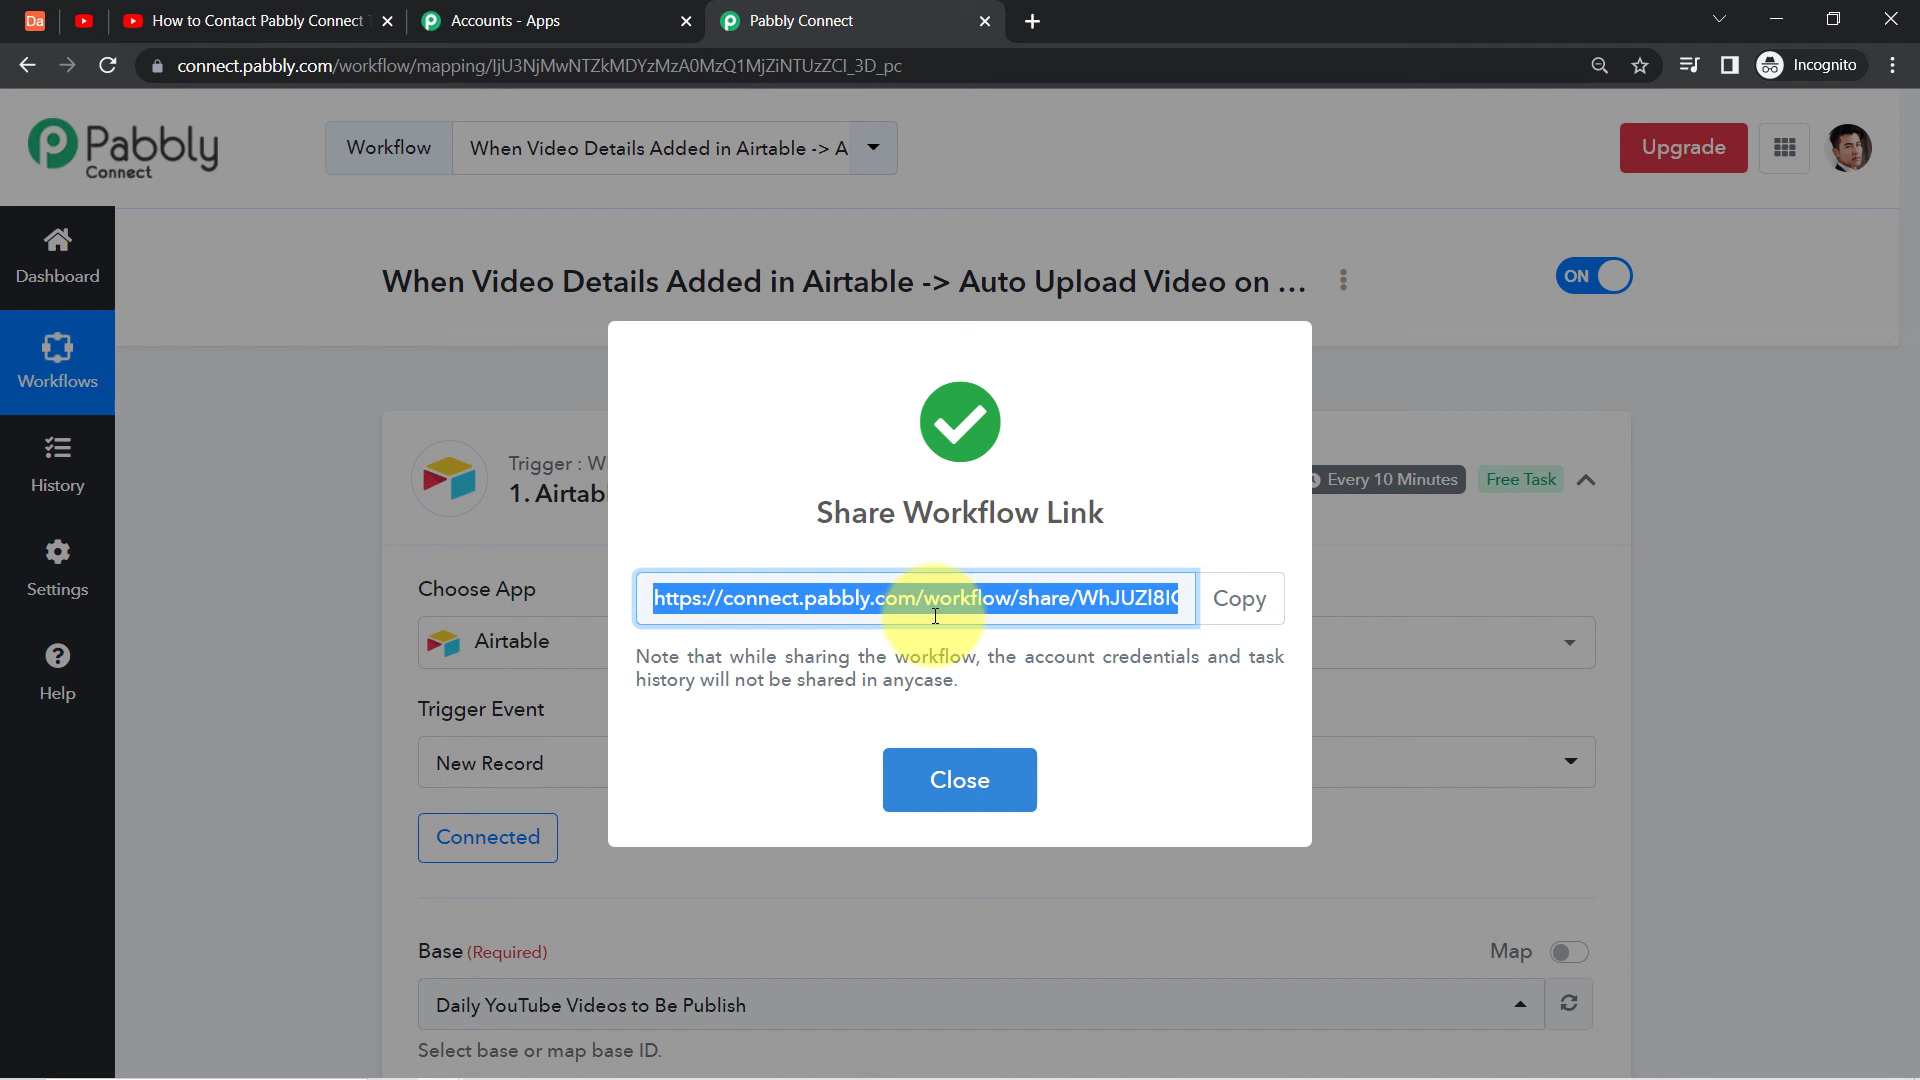 Da
How to Contact Pabbly Connect
Accounts - Apps
Pabbly Connect
connect.pabbly.com/workflow/mapping/IjU3NjMwNTZkMDYzMzA0MzQ1MjZiNTUzZCI_3D_pc
Incognito
Pabbly
Connect
Workflow
When Video Details Added in Airtable -> A
Upgrade
Dashboard
Workflows
History
Settings
Help
When Video Details Added in Airtable -> Auto Upload Video on ...
ON
Trigger : W
1. Airtabl
Every 10 Minutes
Free Task
Choose App
Airtable
Trigger Event
New Record
Connected
Base (Required)
Map
Daily YouTube Videos to Be Publish
Select base or map base ID.
Share Workflow Link
https://connect.pabbly.com/workflow/share/WhJUZI8IC
Copy
Note that while sharing the workflow, the account credentials and task
history will not be shared in anycase.
Close